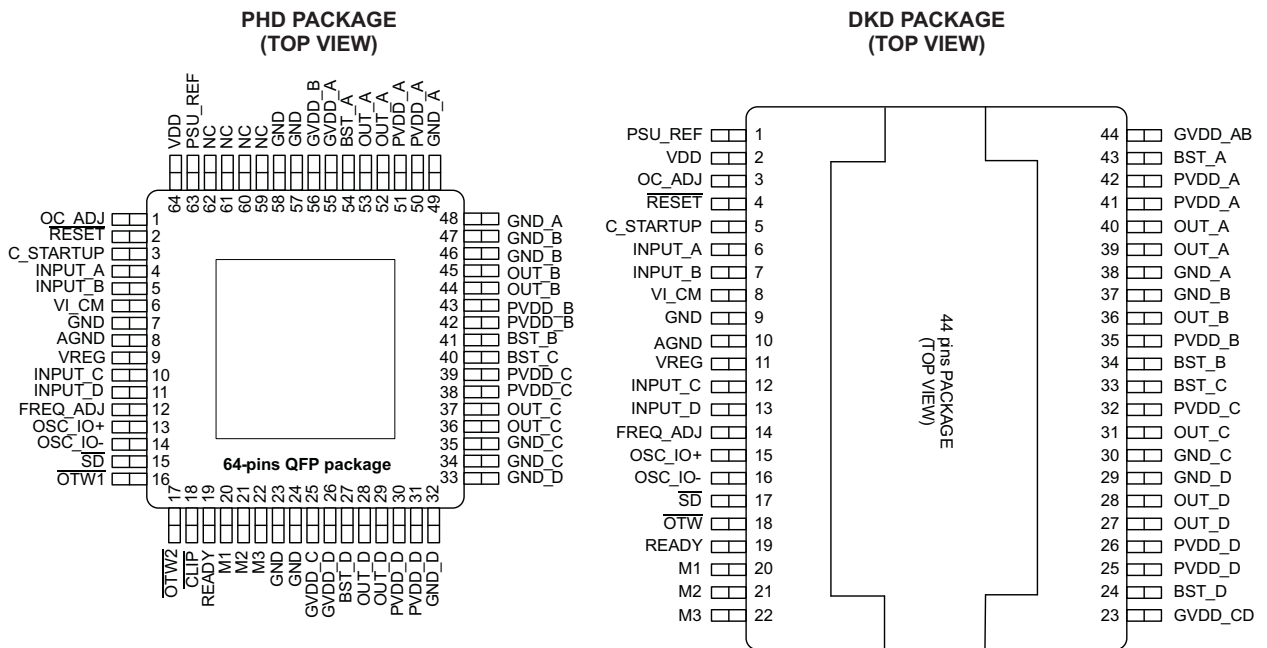 PHD PACKAGE
(TOP VIEW)
VDD
PSU_REF
NC
NC
NC
NC
GND
GND
GVDD_B
GVDD_A
BST_A
OUT_A
OUT_A
PVDD_A
PVDD_A
GND_A
64
63
62
61
60
59
58
57
56
55
54
53
52
51
50
49
OC_ADJ 1
RESET 2
C_STARTUP 3
INPUT_A 4
INPUT_B 5
VI_CM 6
GND 7
AGND 8
VREG 9
INPUT_C 10
INPUT_D 11
FREQ_ADJ 12
OSC_IO+ 13
OSC_IO- 14
SD 15
OTW1 16
48 GND_A
47 GND_B
46 GND_B
45 OUT_B
44 OUT_B
43 PVDD_B
42 PVDD_B
41 BST_B
40 BST_C
39 PVDD_C
38 PVDD_C
37 OUT_C
36 OUT_C
35 GND_C
34 GND_C
33 GND_D
64-pins QFP package
17
18
19
20
21
22
23
24
25
26
27
28
29
30
31
32
OTW2
CLIP
READY
M1
M2
M3
GND
GND
GVDD_C
GVDD_D
BST_D
OUT_D
OUT_D
PVDD_D
PVDD_D
GND_D
DKD PACKAGE
(TOP VIEW)
PSU_REF 1
VDD 2
OC_ADJ 3
RESET 4
C_STARTUP 5
INPUT_A 6
INPUT_B 7
VI_CM 8
GND 9
AGND 10
VREG 11
INPUT_C 12
INPUT_D 13
FREQ_ADJ 14
OSC_IO+ 15
OSC_IO- 16
SD 17
OTW 18
READY 19
M1 20
M2 21
M3 22
44 pins PACKAGE
(TOP VIEW)
44 GVDD_AB
43 BST_A
42 PVDD_A
41 PVDD_A
40 OUT_A
39 OUT_A
38 GND_A
37 GND_B
36 OUT_B
35 PVDD_B
34 BST_B
33 BST_C
32 PVDD_C
31 OUT_C
30 GND_C
29 GND_D
28 OUT_D
27 OUT_D
26 PVDD_D
25 PVDD_D
24 BST_D
23 GVDD_CD